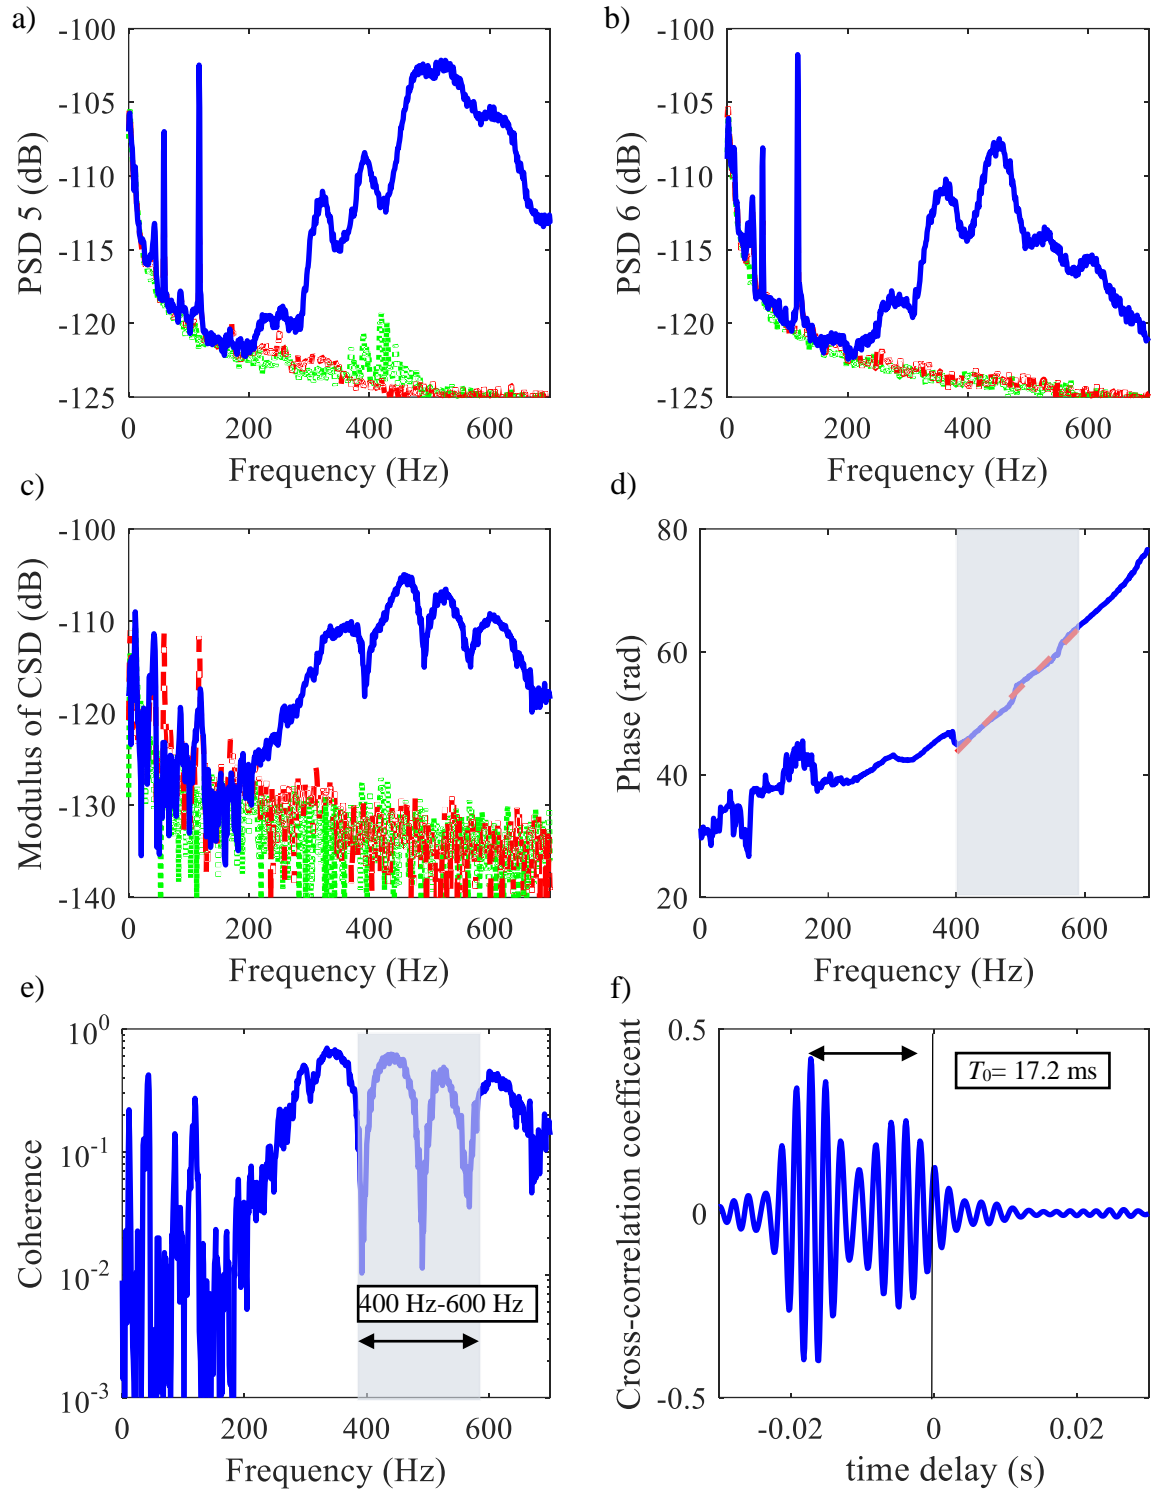 a)
-100
-105
-110
-115
-120
-125
PSD 5 (dB)
0 200 400 600
Frequency (Hz)
b)
-100
-105
-110
-115
-120
-125
PSD 6 (dB)
0 200 400 600
Frequency (Hz)
c)
-100
-110
-120
-130
-140
Modulus of CSD (dB)
0 200 400 600
Frequency (Hz)
d)
80
60
40
20
Phase (rad)
0 200 400 600
Frequency (Hz)
e)
10^0
10^-1
10^-2
10^-3
Coherence
400 Hz-600 Hz
0 200 400 600
Frequency (Hz)
f)
0.5
0
-0.5
Cross-correlation coefficent
T0= 17.2 ms
-0.02 0 0.02
time delay (s)